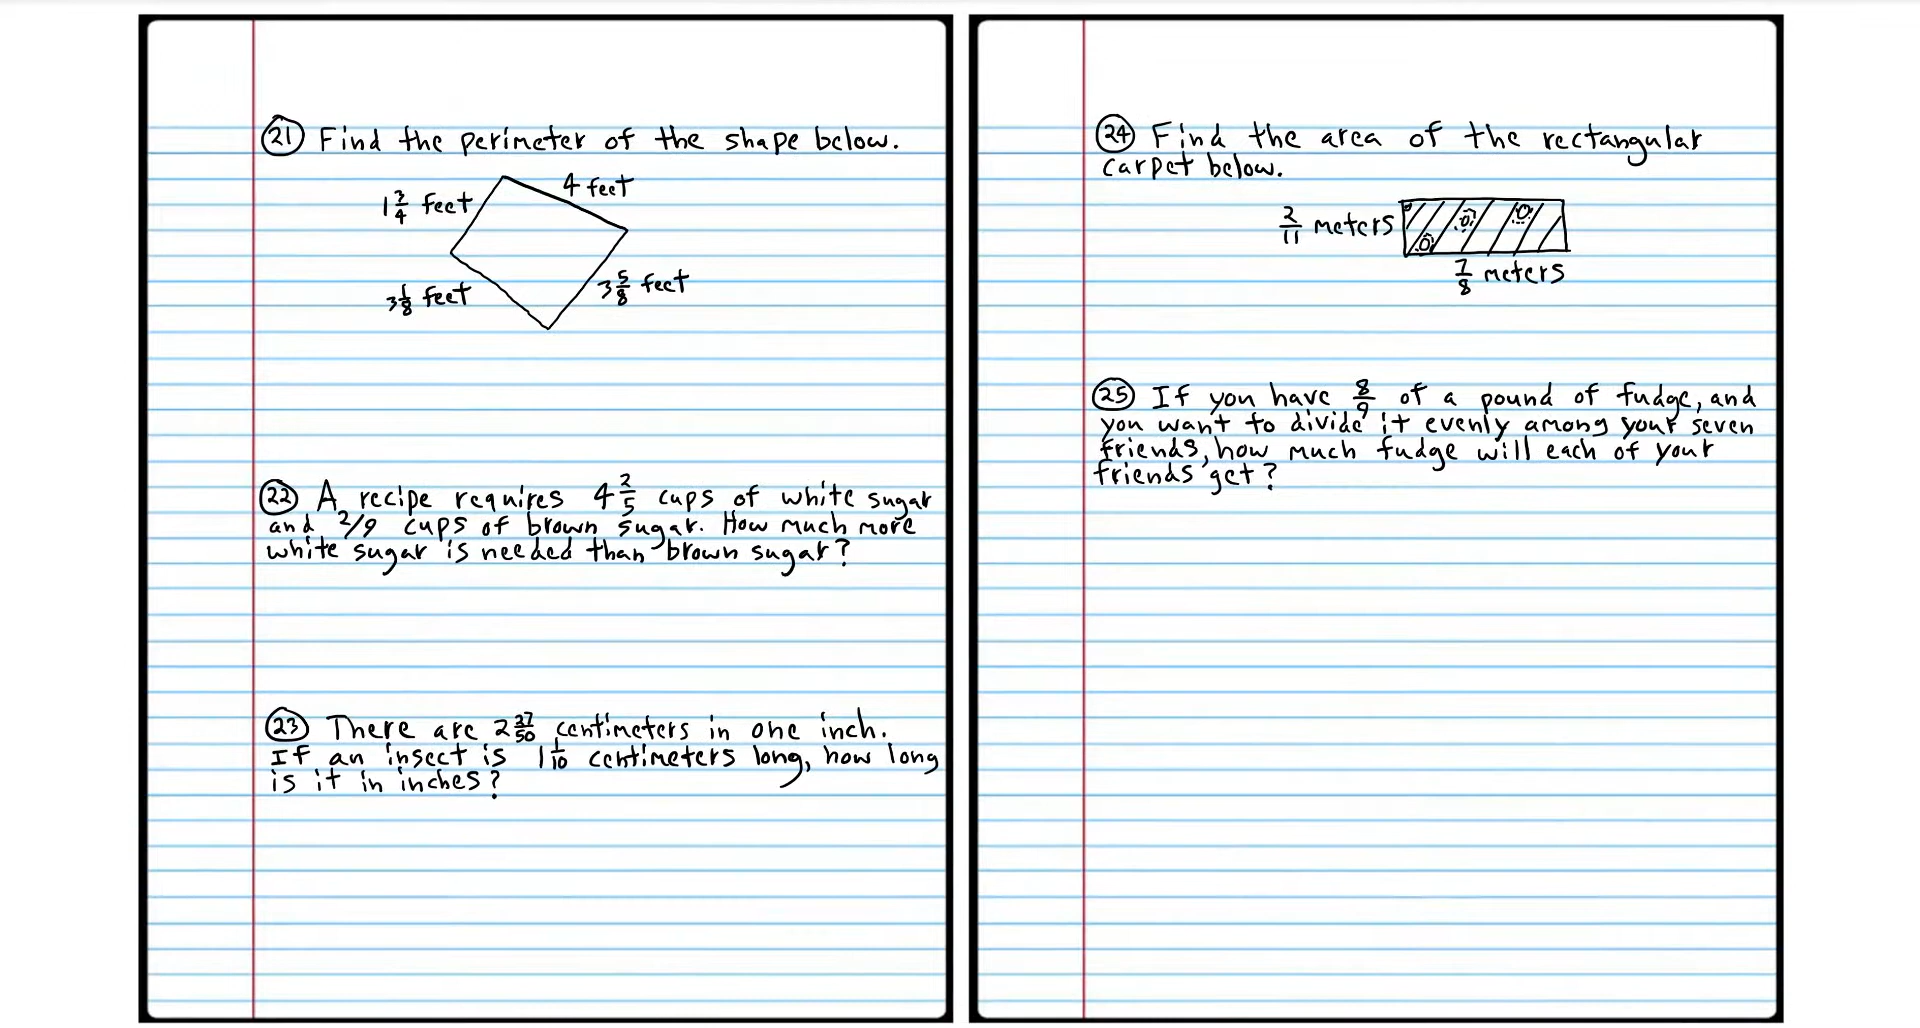 21 Find the perimeter of the shape below.
4 feet
1 3/4 feet
3 5/8 feet
3 1/8 feet
22 A recipe requires 4 2/5 cups of white sugar
and 2/9 cups of brown sugar. How much more
white sugar is needed than brown sugar?
23 There are 2 27/50 centimeters in one inch.
If an insect is 1 1/10 centimeters long, how long
is it in inches?
24 Find the area of the rectangular
carpet below.
2/11 meters
7/8 meters
25 If you have 8/9 of a pound of fudge, and
you want to divide it evenly among your seven
friends, how much fudge will each of your
friends get?